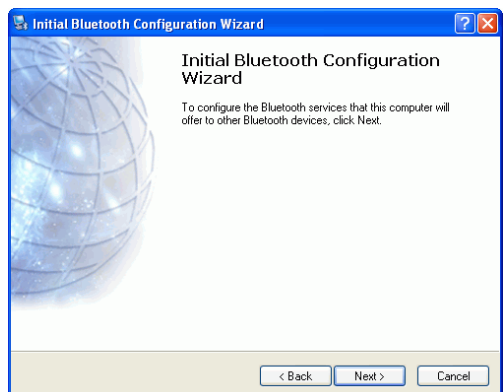 Initial Bluetooth Configuration Wizard
?
Initial Bluetooth Configuration
Wizard
To configure the Bluetooth services that this computer will
offer to other Bluetooth devices, click Next.
< Back
Next >
Cancel